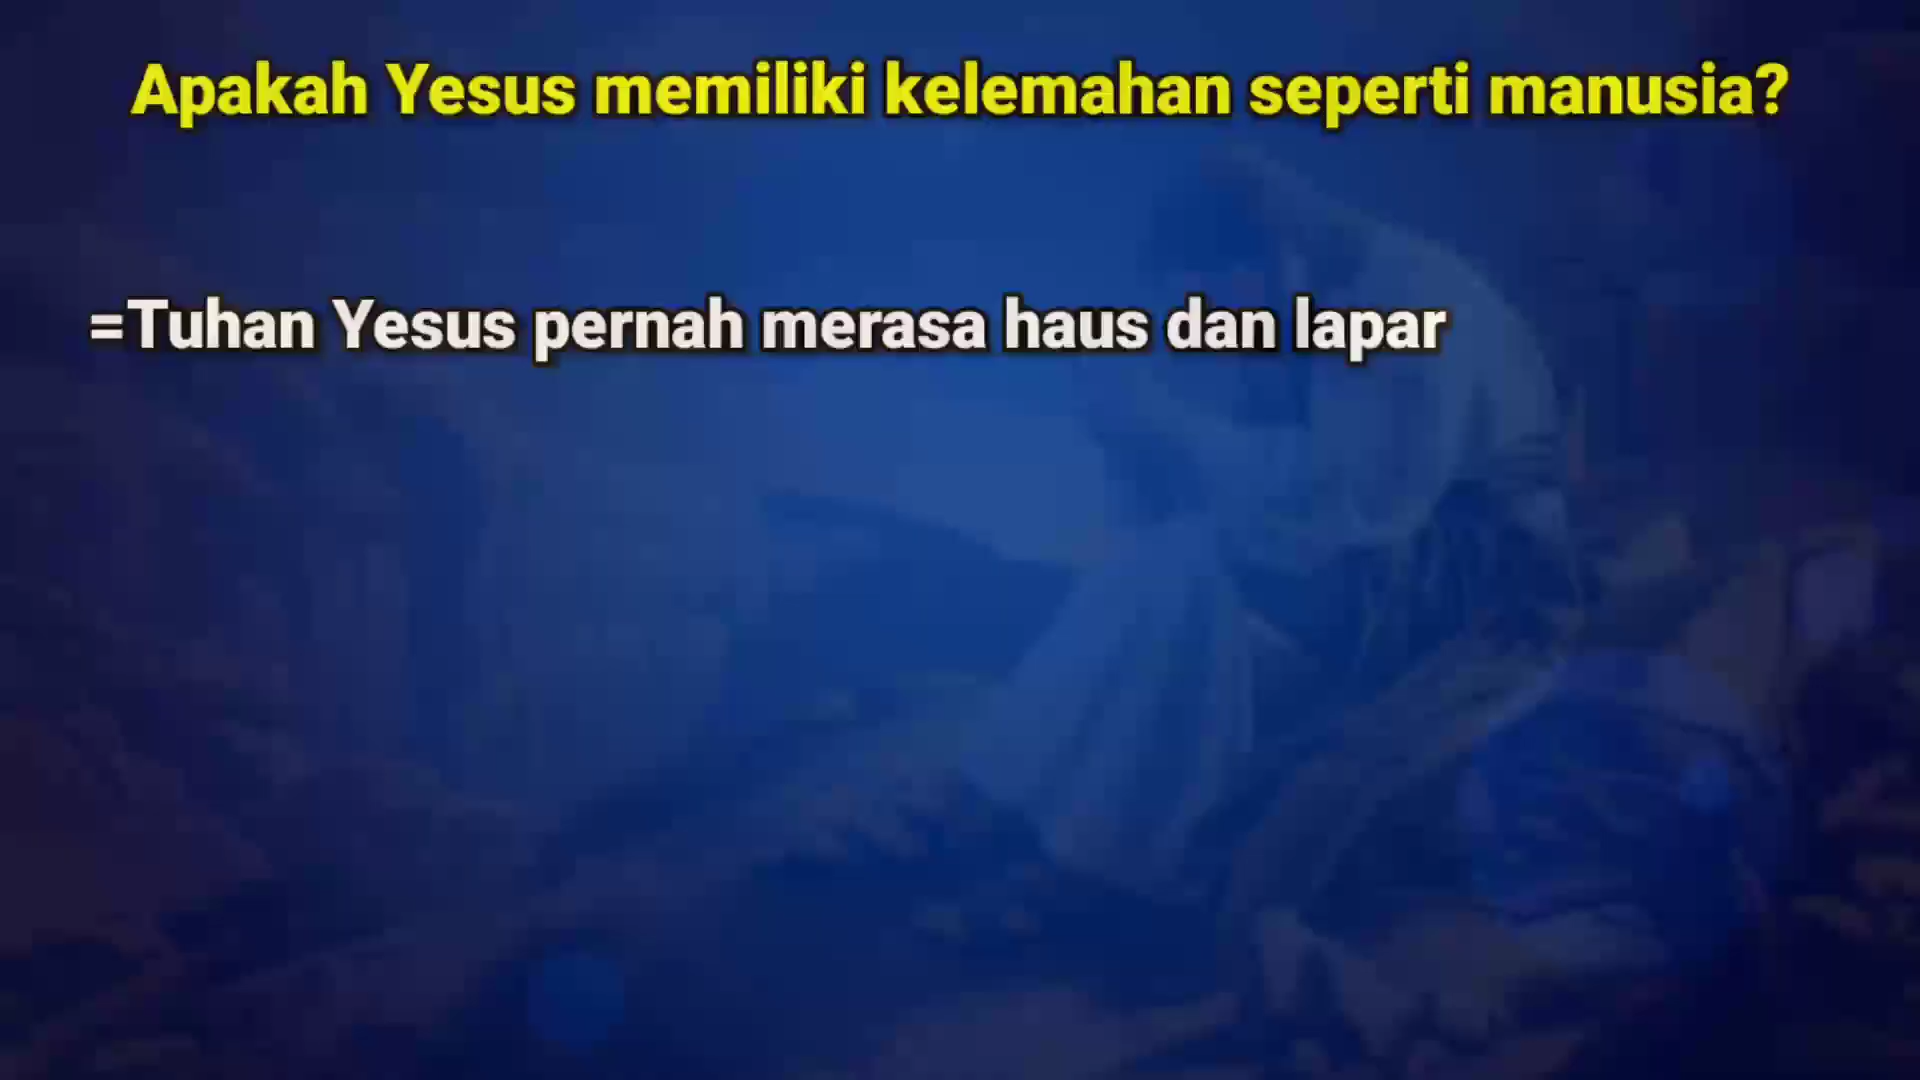 Apakah Yesus memiliki kelemahan seperti manusia?
=Tuhan Yesus pernah merasa haus dan lapar